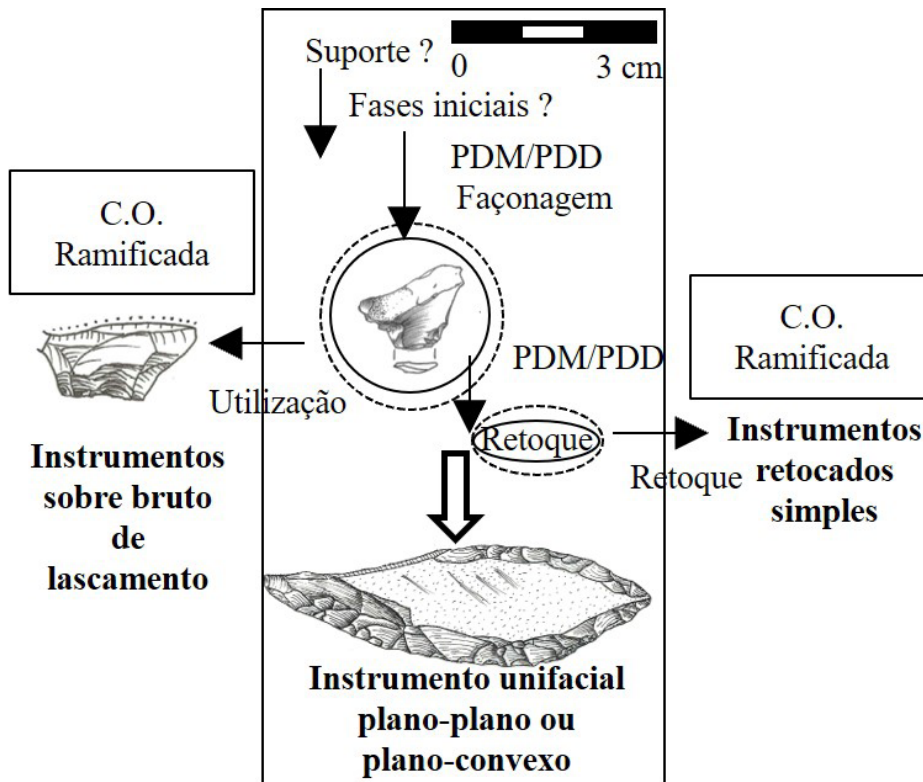 Suporte ?
0 3 cm
Fases iniciais ?
PDM/PDD
Façonagem
C.O.
Ramificada
C.O.
Ramificada
PDM/PDD
Utilização
Retoque
Retoque
Instrumentos
sobre bruto
de
lascamento
Instrumentos
retocados
simples
Instrumento unifacial
plano-plano ou
plano-convexo